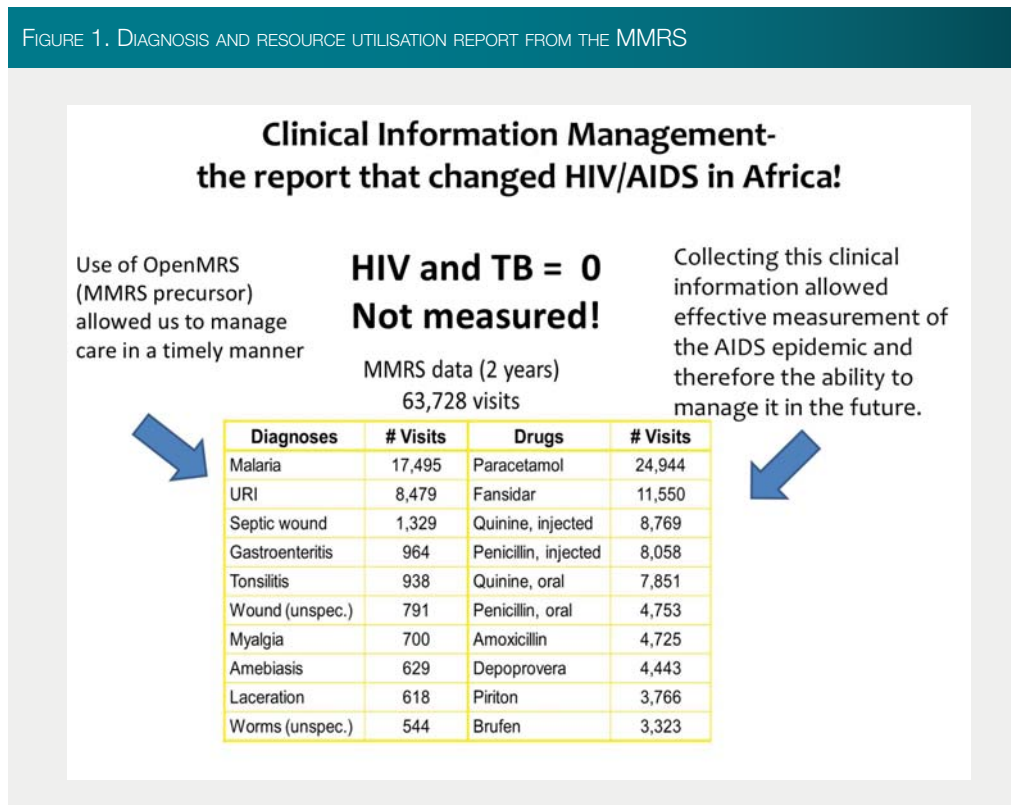 FIGURE 1. DIAGNOSIS AND RESOURCE UTILISATION REPORT FROM THE MMRS
Clinical Information Management-
the report that changed HIV/AIDS in Africa!
Use of OpenMRS
(MMRS precursor)
allowed us to manage
care in a timely manner
HIV and TB = 0
Not measured!
MMRS data (2 years)
63,728 visits
Collecting this clinical
information allowed
effective measurement of
the AIDS epidemic and
therefore the ability to
manage it in the future.
Diagnoses # Visits Drugs # Visits
Malaria 17,495 Paracetamol 24,944
URI 8,479 Fansidar 11,550
Septic wound 1,329 Quinine, injected 8,769
Gastroenteritis 964 Penicillin, injected 8,058
Tonsilitis 938 Quinine, oral 7,851
Wound (unspec.) 791 Penicillin, oral 4,753
Myalgia 700 Amoxicillin 4,725
Amebiasis 629 Depoprovera 4,443
Laceration 618 Piriton 3,766
Worms (unspec.) 544 Brufen 3,323